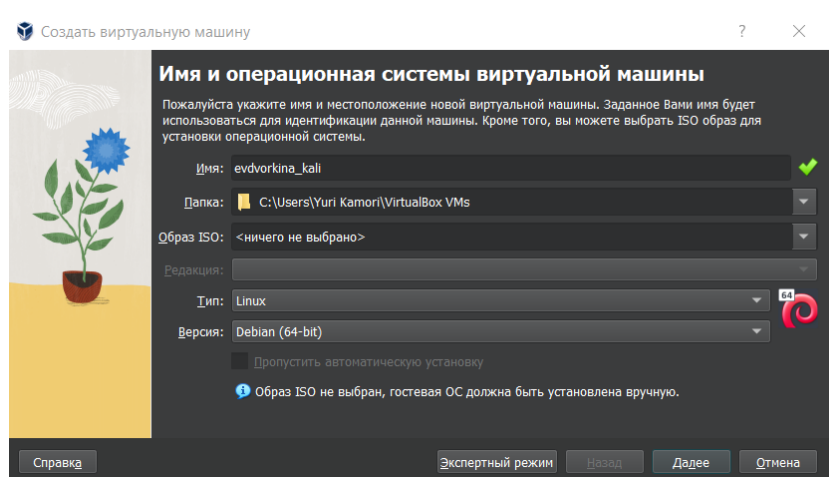 Создать виртуальную машину
?
Имя и операционная системы виртуальной машины
Пожалуйста укажите имя и местоположение новой виртуальной машины. Заданное Вами имя будет
использоваться для идентификации данной машины. Кроме того, вы можете выбрать ISO образ для
установки операционной системы.
Имя: evdvorkina_kali
Папка: C:\Users\Yuri Kamori\VirtualBox VMs
Образ ISO: <ничего не выбрано>
Редакция:
Тип: Linux
64
Версия: Debian (64-bit)
Пропустить автоматическую установку
Образ ISO не выбран, гостевая ОС должна быть установлена вручную.
Справка Экспертный режим Назад Далее Отмена